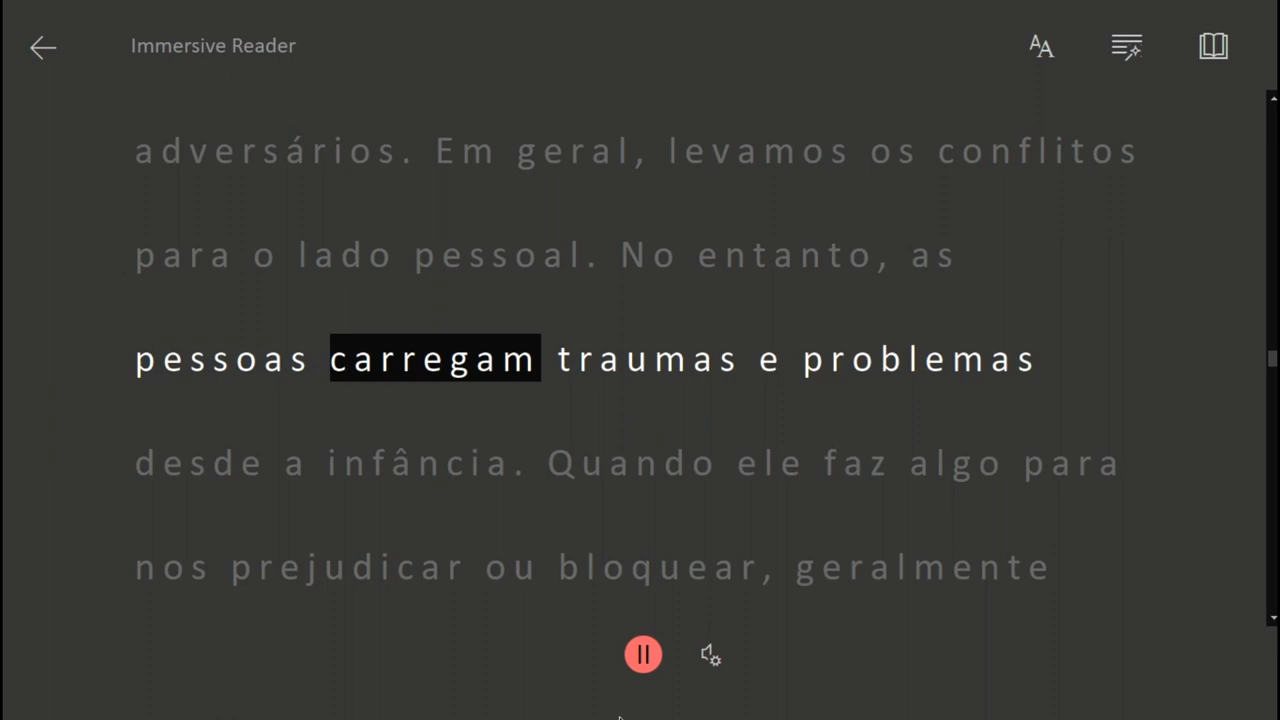 Immersive Reader
adversários. Em geral, levamos os conflitos
para o lado pessoal. No entanto, as
pessoas carregam traumas e problemas
desde a infância. Quando ele faz algo para
nos prejudicar ou bloquear, geralmente